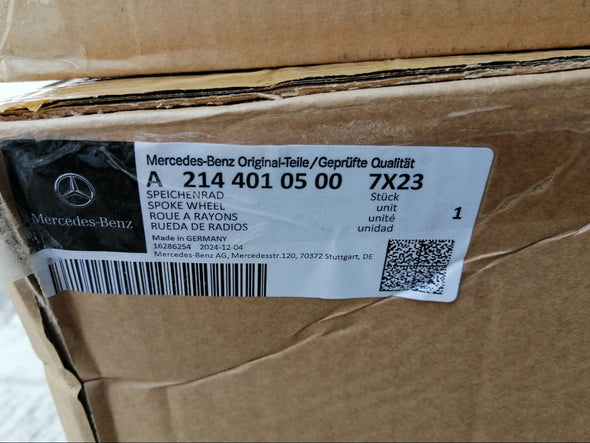 Mercedes-Benz
Mercedes-Benz Original-Teile/Geprüfte Qualität
A 214 401 05 00 7X23
SPEICHENRAD
SPOKE WHEEL
ROUE A RAYONS
RUEDA DE RADIOS
Stück
unit
unité
unidad
1
Made in GERMANY
16286254 2024-12-04
Mercedes-Benz AG, Mercedesstr.120, 70372 Stuttgart, DE